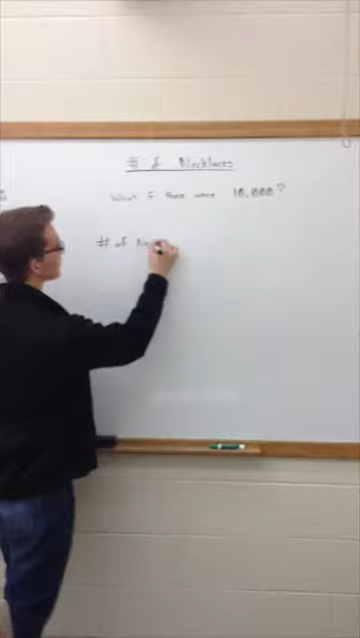 # of Necklaces
What if there were 10,000?
# of